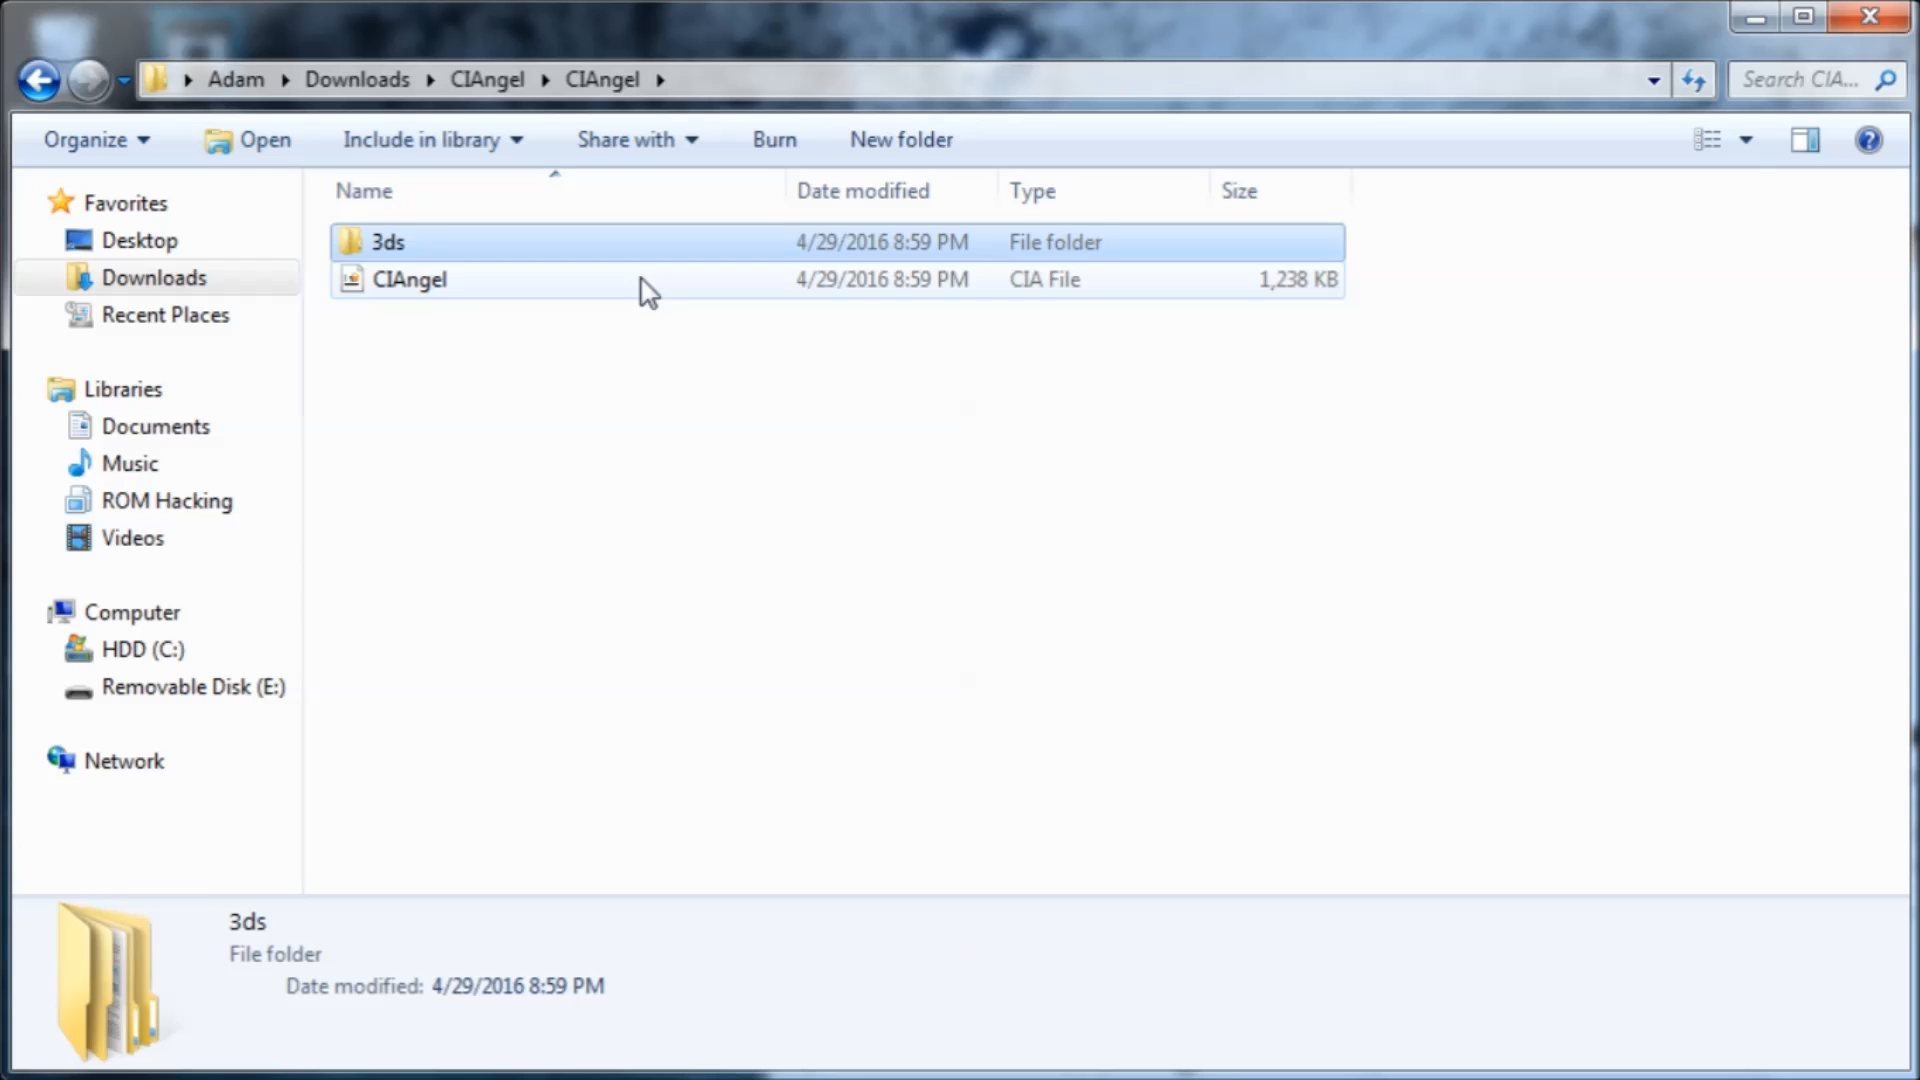 Adam Downloads CIAngel CIAngel
Search CIA...
Organize Open Include in library Share with Burn New folder
Name Date modified Type Size
3ds 4/29/2016 8:59 PM File folder
CIAngel 4/29/2016 8:59 PM CIA File 1,238 KB
Favorites
Desktop
Downloads
Recent Places
Libraries
Documents
Music
ROM Hacking
Videos
Computer
HDD (C:)
Removable Disk (E:)
Network
3ds
File folder
Date modified: 4/29/2016 8:59 PM